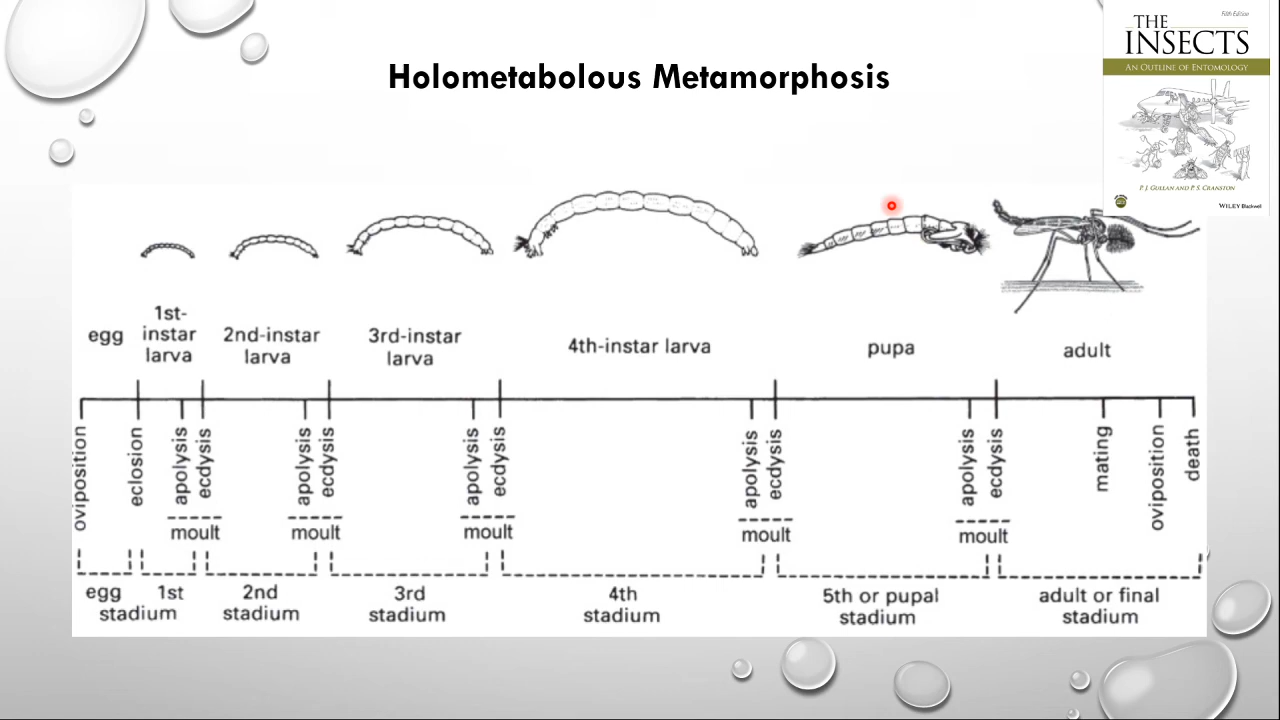 Holometabolous Metamorphosis
Fifth Edition
THE
INSECTS
AN OUTLINE OF ENTOMOLOGY
P. J. GULLAN AND P. S. CRANSTON
WILEY Blackwell
egg
1st-
instar
larva
2nd-instar
larva
3rd-instar
larva
4th-instar larva
pupa
adult
oviposition
eclosion
apolysis
ecdysis
apolysis
ecdysis
apolysis
ecdysis
apolysis
ecdysis
apolysis
ecdysis
mating
oviposition
death
moult
moult
moult
moult
moult
egg
stadium
1st
2nd
stadium
3rd
stadium
4th
stadium
5th or pupal
stadium
adult or final
stadium